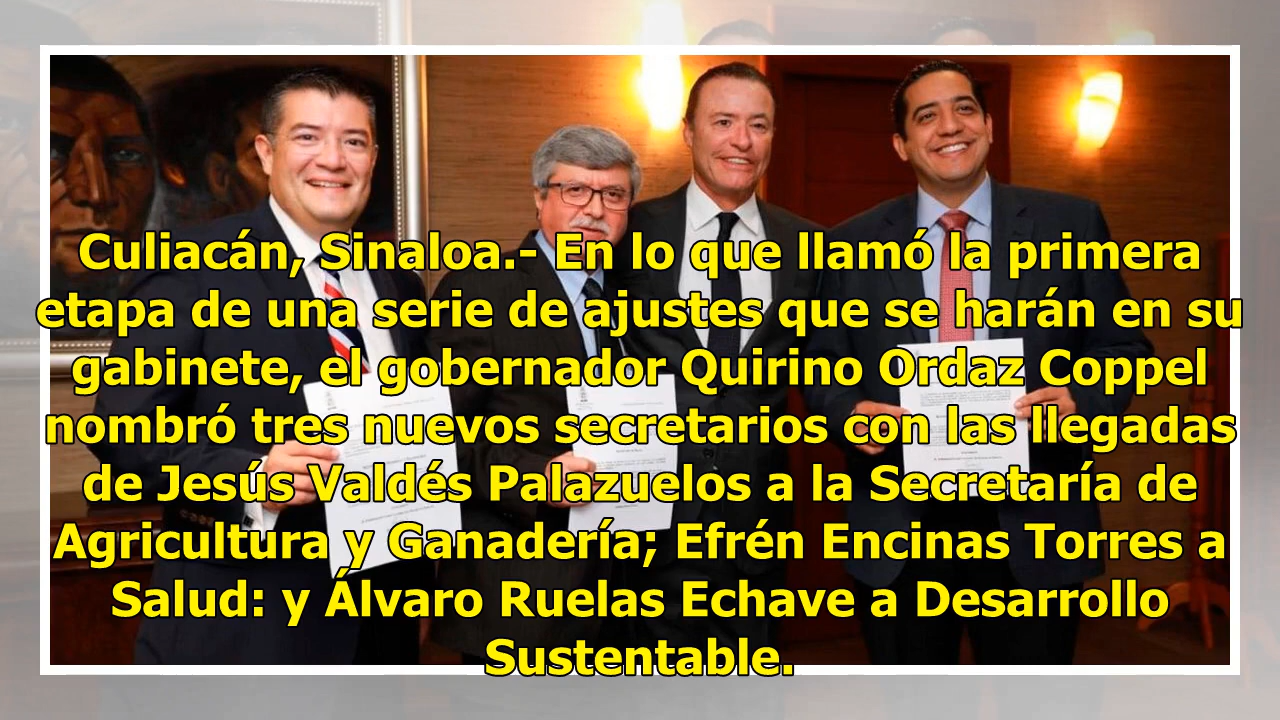 Culiacán, Sinaloa.- En lo que llamó la primera
etapa de una serie de ajustes que se harán en su
gabinete, el gobernador Quirino Ordaz Coppel
nombró tres nuevos secretarios con las llegadas
de Jesús Valdés Palazuelos a la Secretaría de
Agricultura y Ganadería; Efrén Encinas Torres a
Salud: y Álvaro Ruelas Echave a Desarrollo
Sustentable.